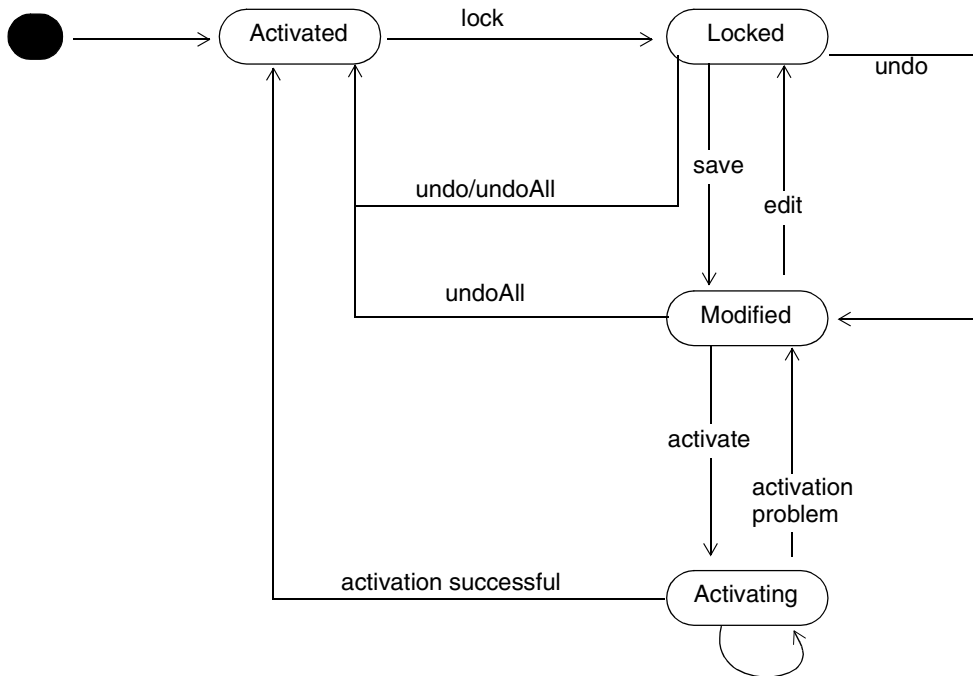 lock
Activated
Locked
undo
save
undo/undoAll
edit
undoAll
Modified
activate
activation
problem
activation successful
Activating